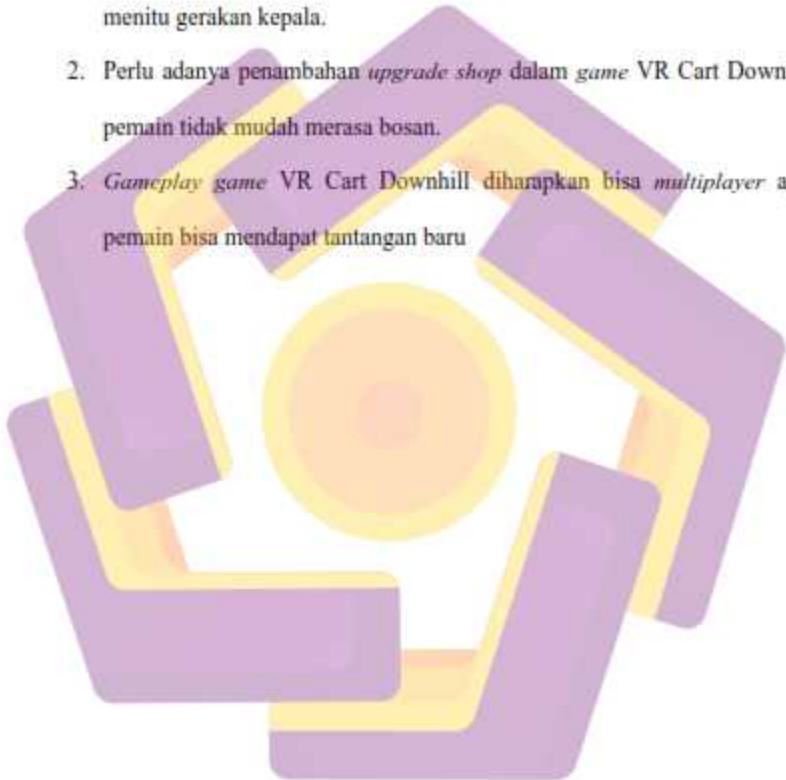 menitu gerakan kepala.
2. Perlu adanya penambahan upgrade shop dalam game VR Cart Down
pemain tidak mudah merasa bosan.
3. Gameplay game VR Cart Downhill diharapkan bisa multiplayer a
pemain bisa mendapat tantangan baru